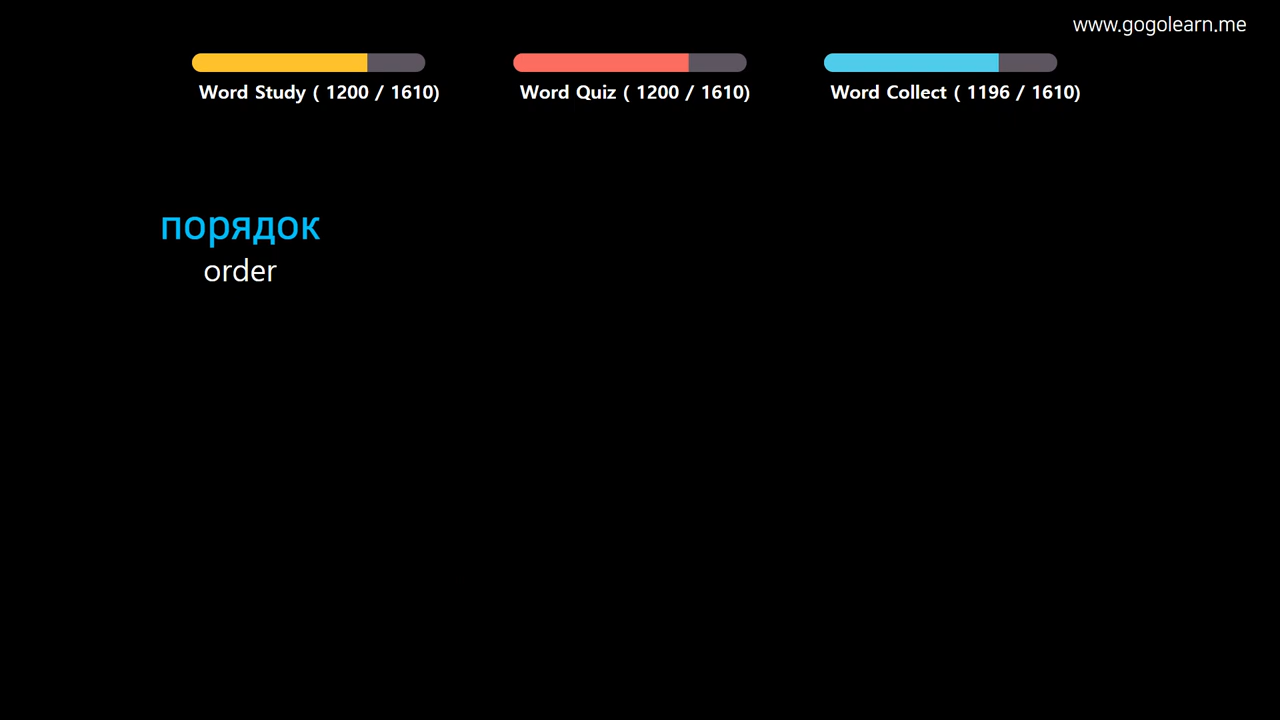 www.gogolearn.me
Word Study ( 1200 / 1610)
Word Quiz ( 1200 / 1610)
Word Collect ( 1196 / 1610)
порядок
order